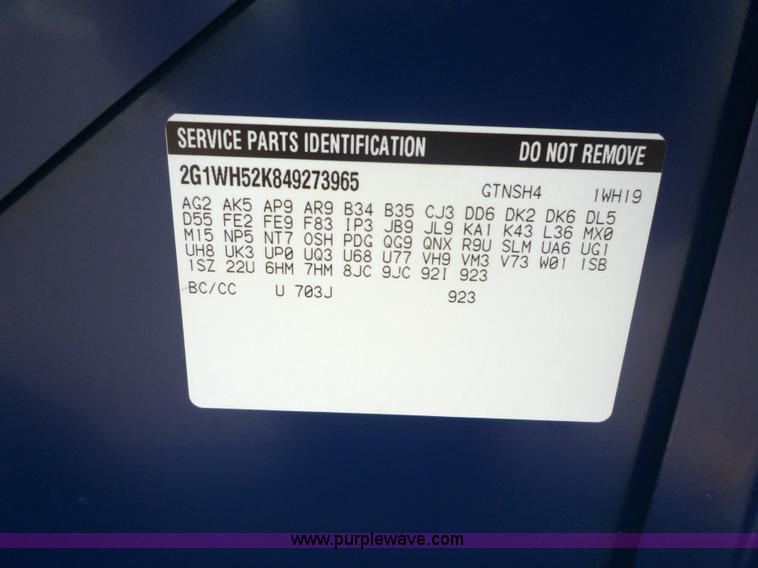 SERVICE PARTS IDENTIFICATION DO NOT REMOVE
2G1WH52K849273965 GTNSH4 1WH19
AG2 AK5 AP9 AR9 B34 B35 CJ3 DD6 DK2 DK6 DL5
D55 FE2 FE9 F83 IP3 JB9 JL9 KA1 K43 L36 MX0
M15 NP5 NT7 OSH PDG QG9 QNX R9U SLM UA6 UG1
UH8 UK3 UP0 UQ3 U68 U77 VH9 VM3 V73 W01 1SB
1SZ 22U 6HM 7HM 8JC 9JC 92I 923
BC/CC U 703J 923
www.purplewave.com